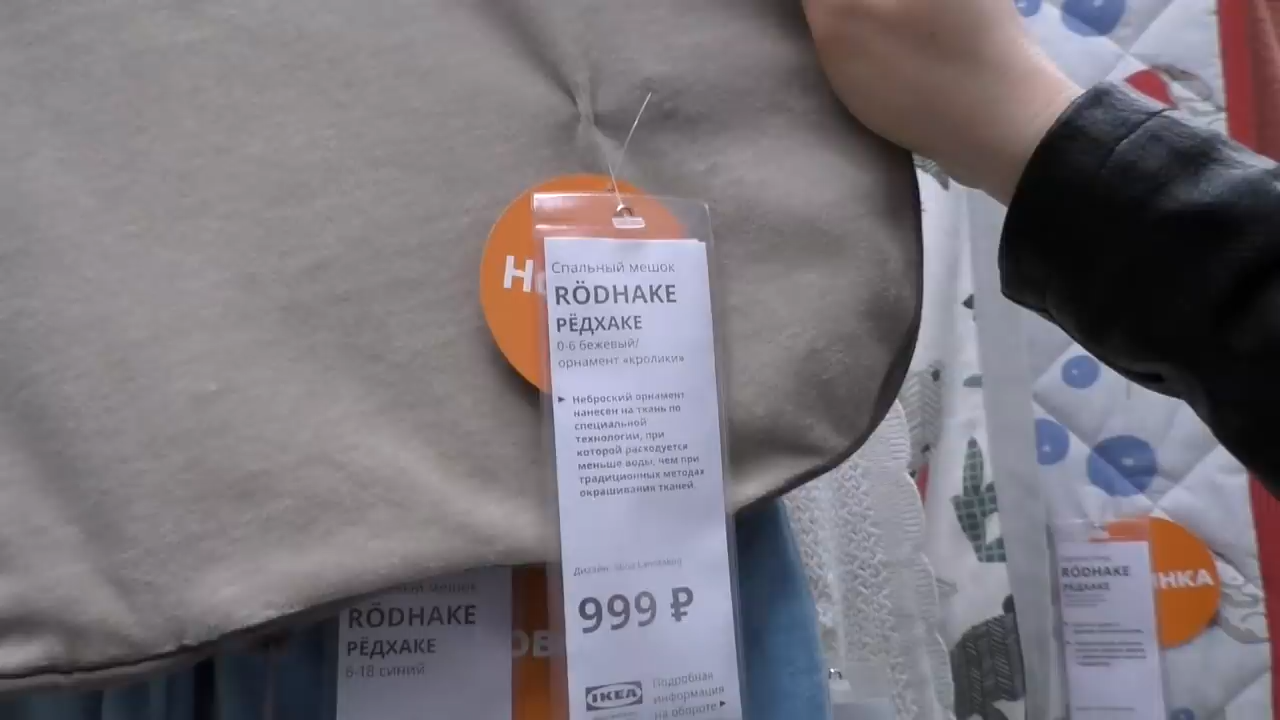 Спальный мешок
RÖDHAKE
РЁДХАКЕ
0-6 бежевый/
орнамент «кролики»
► Неброский орнамент
нанесен на ткань по
специальной
технологии, при
которой расходуется
меньше воды, чем при
традиционных методах
окрашивания тканей.
Дизайн:
999 ₽
IKEA
Подробная
информация
на обороте ►
RÖDHAKE
РЁДХАКЕ
6-18 синий
RÖDHAKE
РЁДХАКЕ